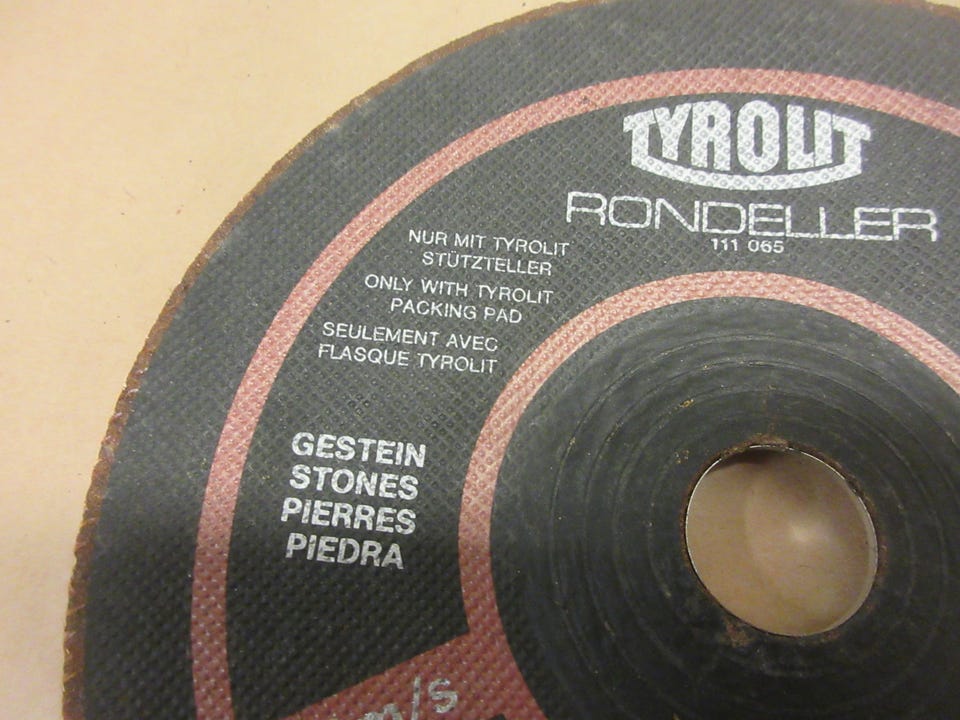 TYROLIT
RONDELLER
111 065
NUR MIT TYROLIT
STÜTZTELLER
ONLY WITH TYROLIT
PACKING PAD
SEULEMENT AVEC
FLASQUE TYROLIT
GESTEIN
STONES
PIERRES
PIEDRA
m/s